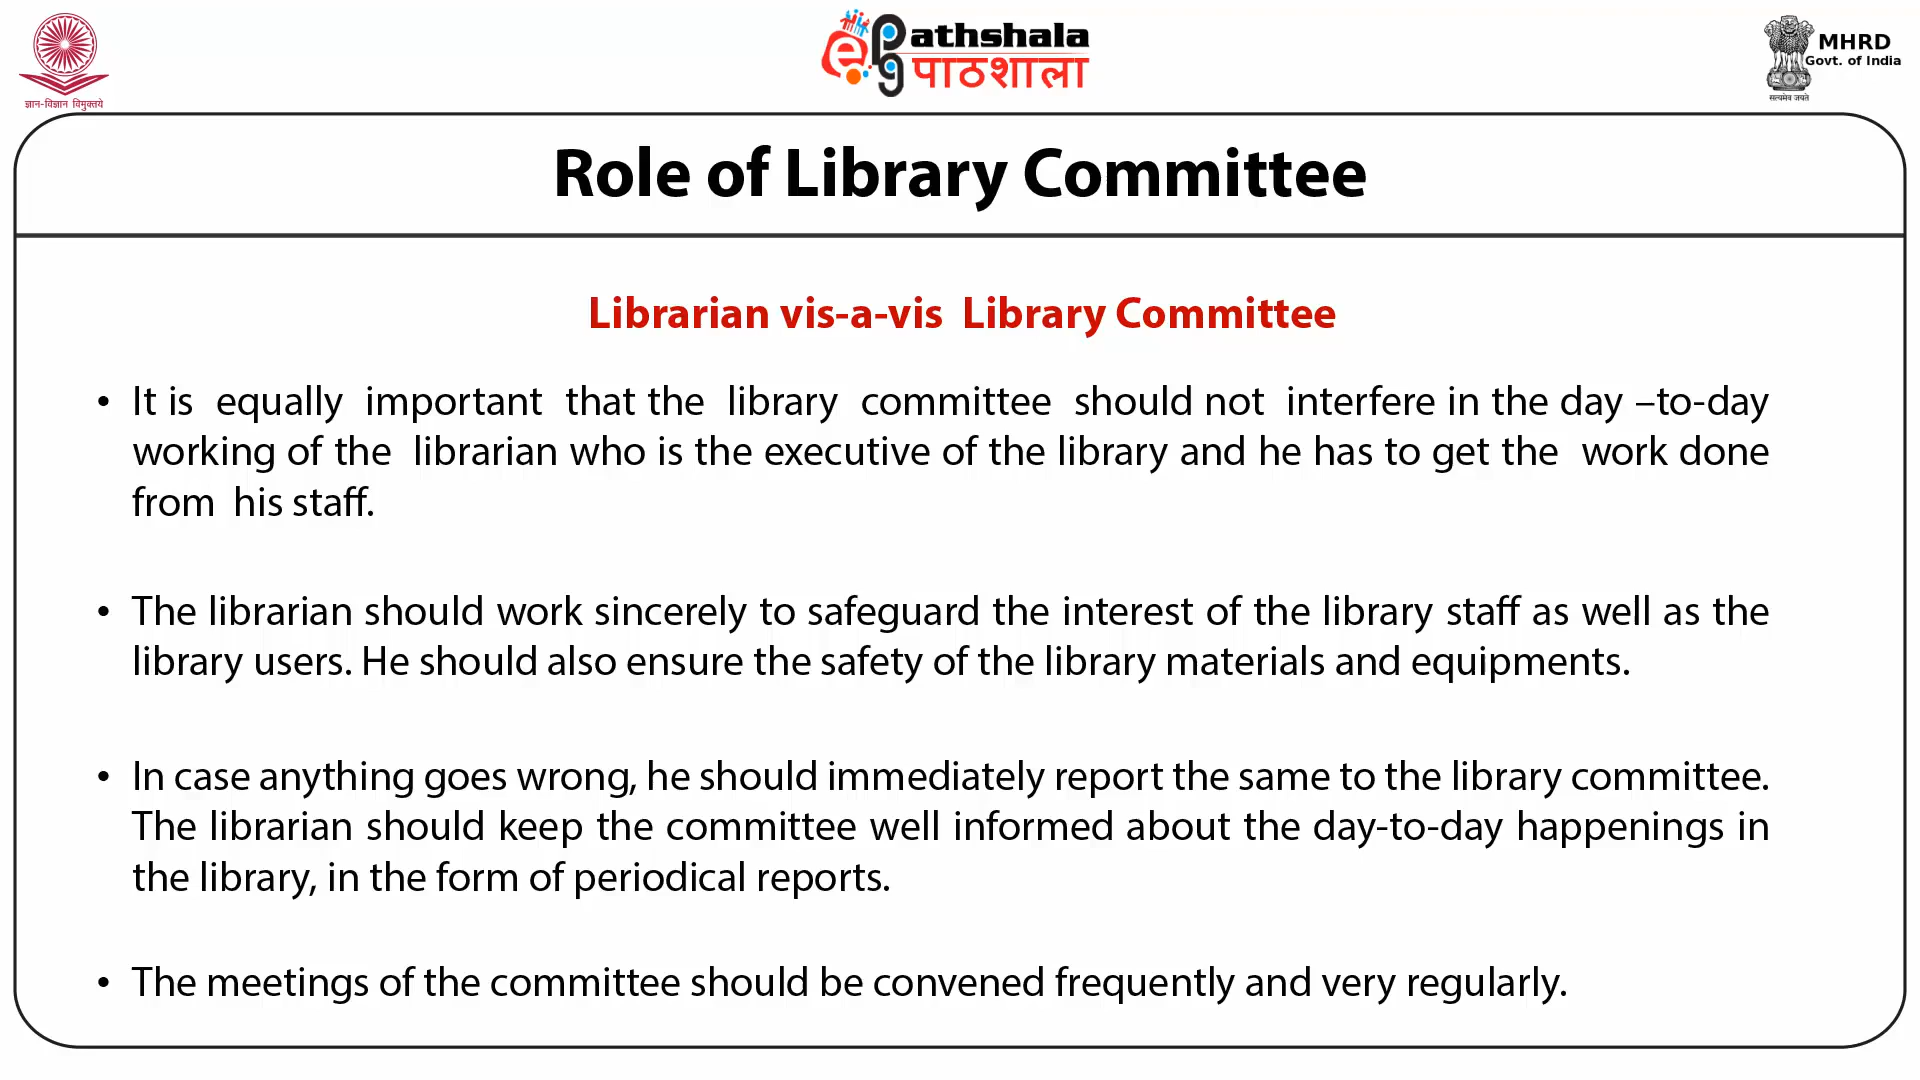 ज्ञान-विज्ञान विमुक्तये
ePG athshala
पाठशाला
MHRD
Govt. of India
सत्यमेव जयते
Role of Library Committee
Librarian vis-a-vis Library Committee
• It is equally important that the library committee should not interfere in the day –to-day
working of the librarian who is the executive of the library and he has to get the work done
from his staff.
• The librarian should work sincerely to safeguard the interest of the library staff as well as the
library users. He should also ensure the safety of the library materials and equipments.
• In case anything goes wrong, he should immediately report the same to the library committee.
The librarian should keep the committee well informed about the day-to-day happenings in
the library, in the form of periodical reports.
• The meetings of the committee should be convened frequently and very regularly.